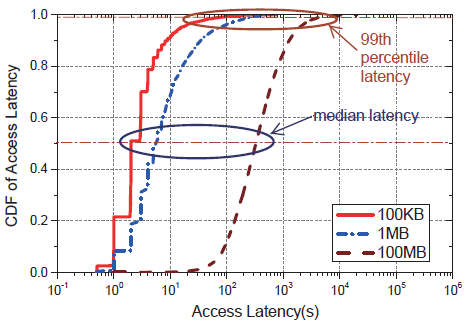 1.0
0.8
0.6
0.4
0.2
0.0
CDF of Access Latency
99th
percentile
latency
median latency
100KB
1MB
100MB
10-1 100 101 102 103 104 105 106
Access Latency(s)